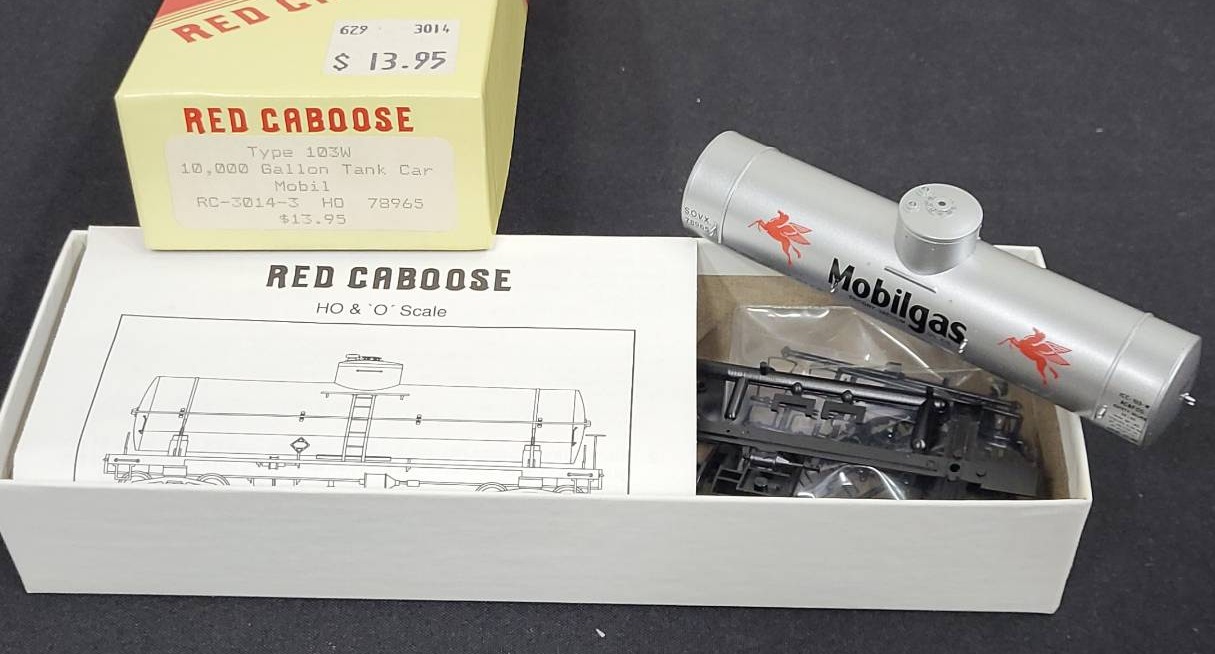 RED
629 3014
$ 13.95
RED CABOOSE
Type 103W
10,000 Gallon Tank Car
Mobil
RC-3014-3 HO 78965
$13.95
RED CABOOSE
HO & `O´ Scale
SOVX
78965
Mobilgas